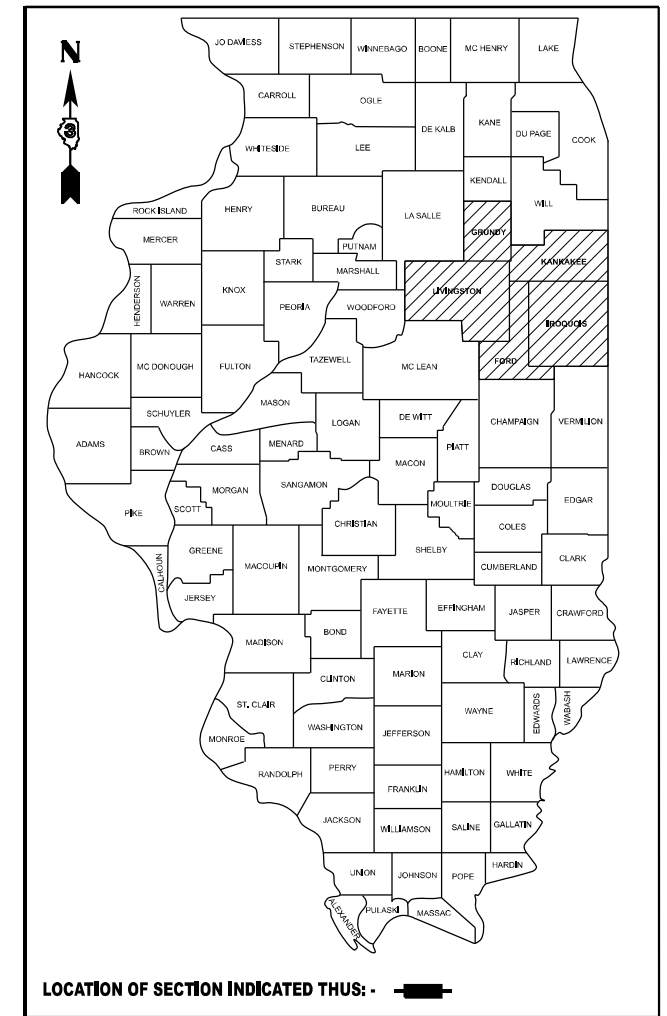 JO DAVIESS STEPHENSON WINNEBAGO BOONE MC HENRY LAKE
N
CARROLL OGLE
DE KALB KANE DU PAGE COOK
3
WHITESIDE LEE
KENDALL
ROCK ISLAND HENRY BUREAU LA SALLE WILL
GRUNDY
MERCER PUTNAM
STARK MARSHALL KANKAKEE
HENDERSON WARREN KNOX LIVINGSTON
PEORIA WOODFORD IROQUOIS
HANCOCK MC DONOUGH FULTON TAZEWELL MC LEAN FORD
MASON
SCHUYLER LOGAN DE WITT CHAMPAIGN VERMILION
ADAMS BROWN CASS MENARD PIATT
MACON
MORGAN SANGAMON DOUGLAS
PIKE SCOTT MOULTRIE EDGAR
CHRISTIAN COLES
GREENE SHELBY
CALHOUN MACOUPIN MONTGOMERY CUMBERLAND CLARK
JERSEY
FAYETTE EFFINGHAM JASPER CRAWFORD
BOND
MADISON CLAY
RICHLAND LAWRENCE
CLINTON MARION
ST. CLAIR WAYNE EDWARDS WABASH
WASHINGTON JEFFERSON
MONROE
RANDOLPH PERRY HAMILTON WHITE
FRANKLIN
JACKSON WILLIAMSON SALINE GALLATIN
UNION JOHNSON POPE HARDIN
ALEXANDER PULASKI MASSAC
LOCATION OF SECTION INDICATED THUS: -